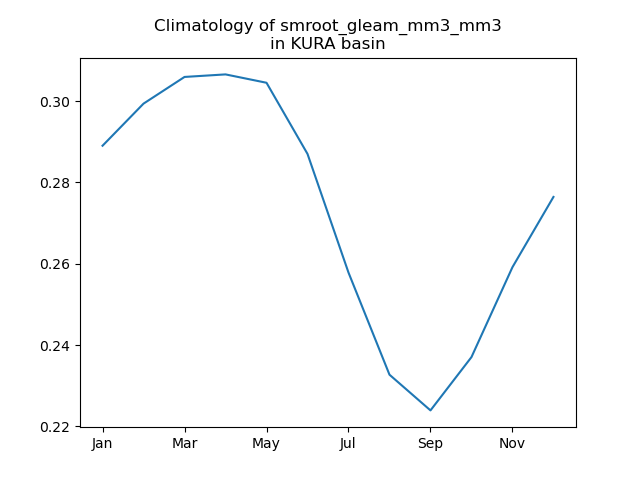 Climatology of smroot_gleam_mm3_mm3
in KURA basin
0.30
0.28
0.26
0.24
0.22
Jan Mar May Jul Sep Nov